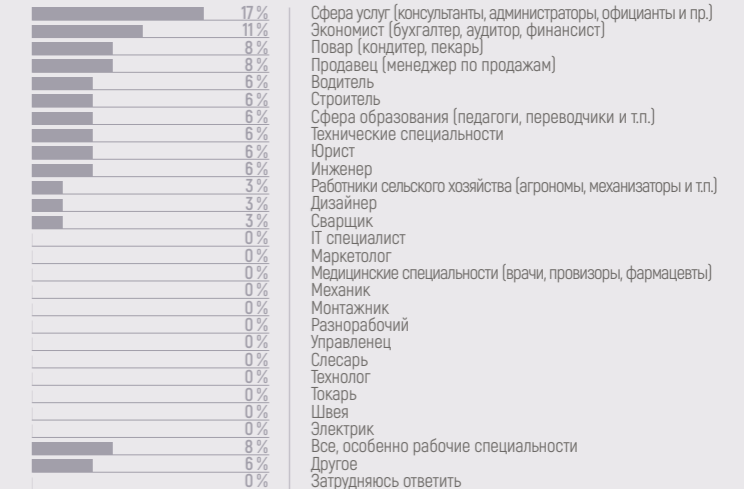 17 % Сфера услуг (консультанты, администраторы, официанты и пр.)
11 % Экономист (бухгалтер, аудитор, финансист)
8 % Повар (кондитер, пекарь)
8 % Продавец (менеджер по продажам)
6 % Водитель
6 % Строитель
6 % Сфера образования (педагоги, переводчики и т.п.)
6 % Технические специальности
6 % Юрист
6 % Инженер
3 % Работники сельского хозяйства (агрономы, механизаторы и т.п.)
3 % Дизайнер
3 % Сварщик
0 % IT специалист
0 % Маркетолог
0 % Медицинские специальности (врачи, провизоры, фармацевты)
0 % Механик
0 % Монтажник
0 % Разнорабочий
0 % Управленец
0 % Слесарь
0 % Технолог
0 % Токарь
0 % Швея
0 % Электрик
8 % Все, особенно рабочие специальности
6 % Другое
0 % Затрудняюсь ответить